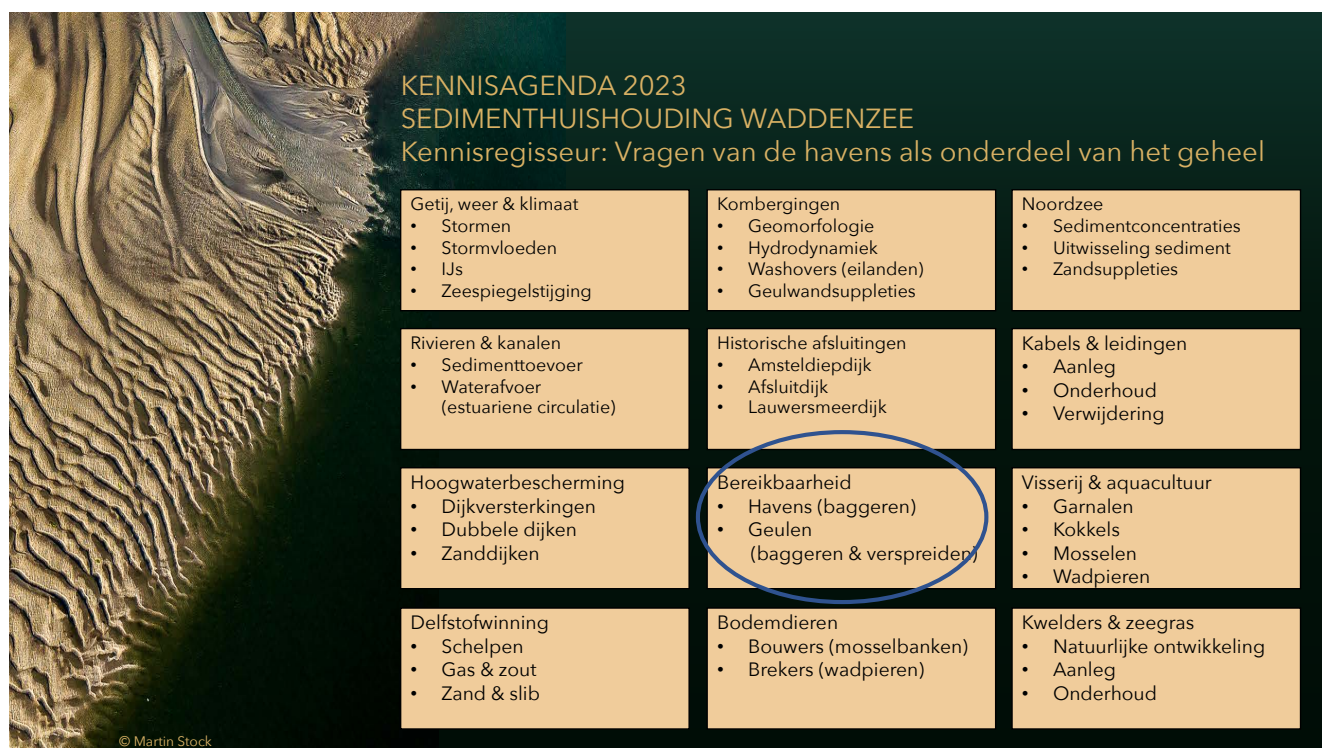 KENNISAGENDA 2023
SEDIMENTHUISHOUDING WADDENZEE
Kennisregisseur: Vragen van de havens als onderdeel van het geheel
Getij, weer & klimaat
• Stormen
• Stormvloeden
• IJs
• Zeespiegelstijging
Kombergingen
• Geomorfologie
• Hydrodynamiek
• Washovers (eilanden)
• Geulwandsuppleties
Noordzee
• Sedimentconcentraties
• Uitwisseling sediment
• Zandsuppleties
Rivieren & kanalen
• Sedimenttoevoer
• Waterafvoer
(estuariene circulatie)
Historische afsluitingen
• Amsteldiepdijk
• Afsluitdijk
• Lauwersmeerdijk
Kabels & leidingen
• Aanleg
• Onderhoud
• Verwijdering
Hoogwaterbescherming
• Dijkversterkingen
• Dubbele dijken
• Zanddijken
Bereikbaarheid
• Havens (baggeren)
• Geulen
(baggeren & verspreiden)
Visserij & aquacultuur
• Garnalen
• Kokkels
• Mosselen
• Wadpieren
Delfstofwinning
• Schelpen
• Gas & zout
• Zand & slib
Bodemdieren
• Bouwers (mosselbanken)
• Brekers (wadpieren)
Kwelders & zeegras
• Natuurlijke ontwikkeling
• Aanleg
• Onderhoud
© Martin Stock